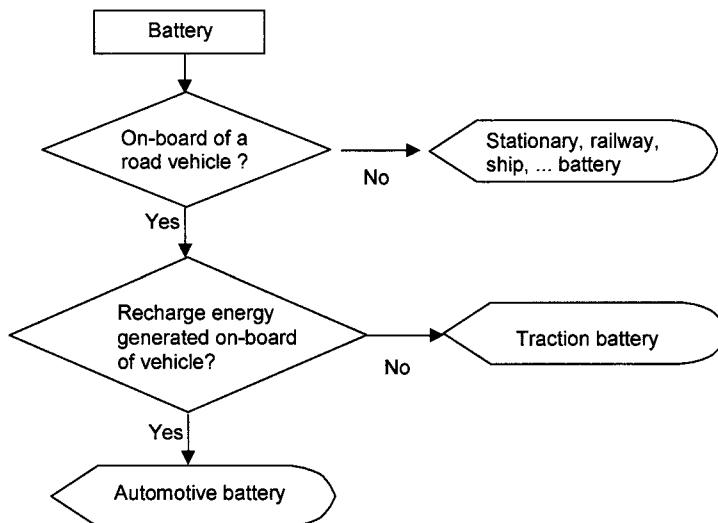 Battery
On-board of a
road vehicle ?
No
Stationary, railway,
ship, ... battery
Yes
Recharge energy
generated on-board
of vehicle?
No
Traction battery
Yes
Automotive battery